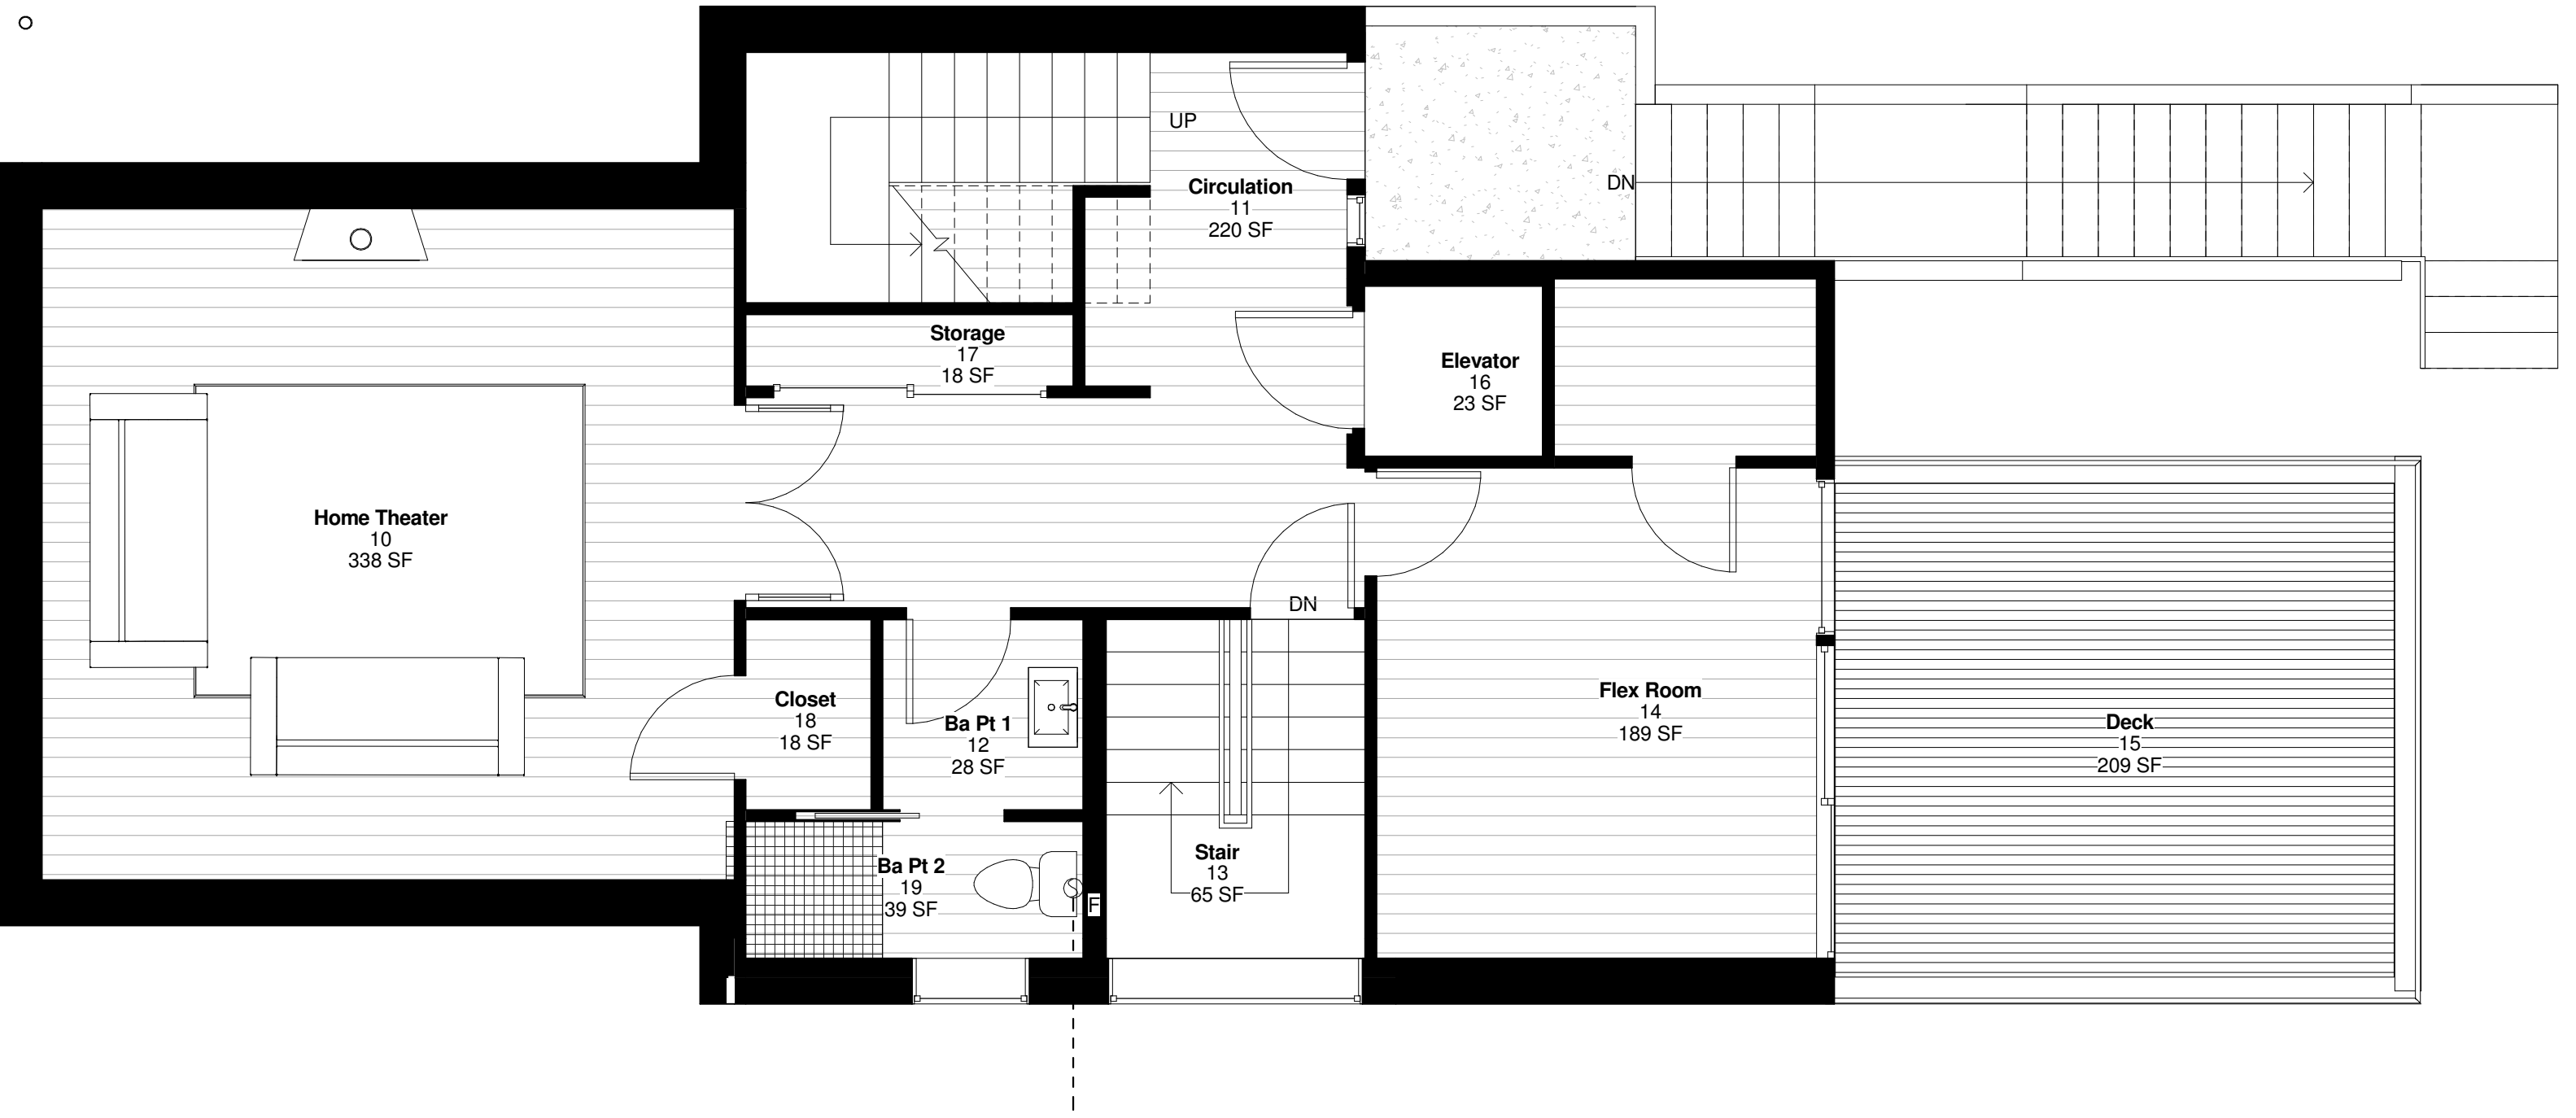 UP
DN
Circulation
11
220 SF
Storage
17
18 SF
Elevator
16
23 SF
Home Theater
10
338 SF
DN
Closet
18
18 SF
Ba Pt 1
12
28 SF
Flex Room
14
189 SF
Deck
15
209 SF
Ba Pt 2
19
39 SF
F
Stair
13
65 SF